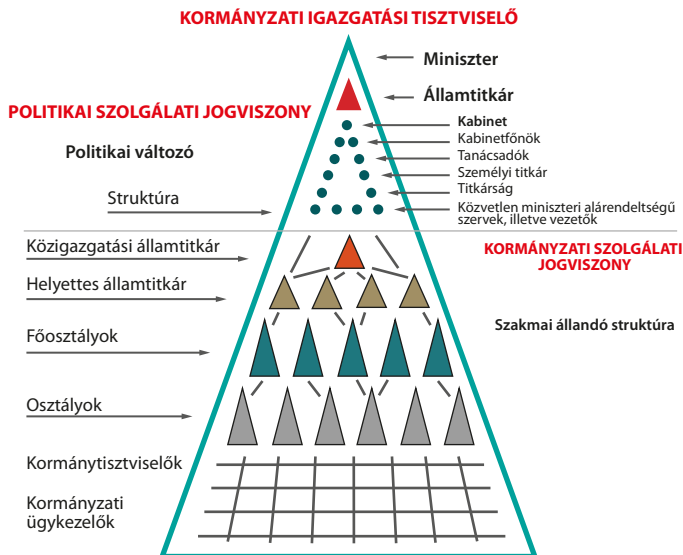 KORMÁNYZATI IGAZGATÁSI TISZTVISELŐ
Miniszter
Államtitkár
POLITIKAI SZOLGÁLATI JOGVISZONY
Kabinet
Kabinetfőnök
Politikai változó
Tanácsadók
Személyi titkár
Titkárság
Struktúra
Közvetlen miniszteri alárendeltségű
szervek, illetve vezetők
Közigazgatási államtitkár
KORMÁNYZATI SZOLGÁLATI
JOGVISZONY
Helyettes államtitkár
Szakmai állandó struktúra
Főosztályok
Osztályok
Kormánytisztviselők
Kormányzati
ügykezelők